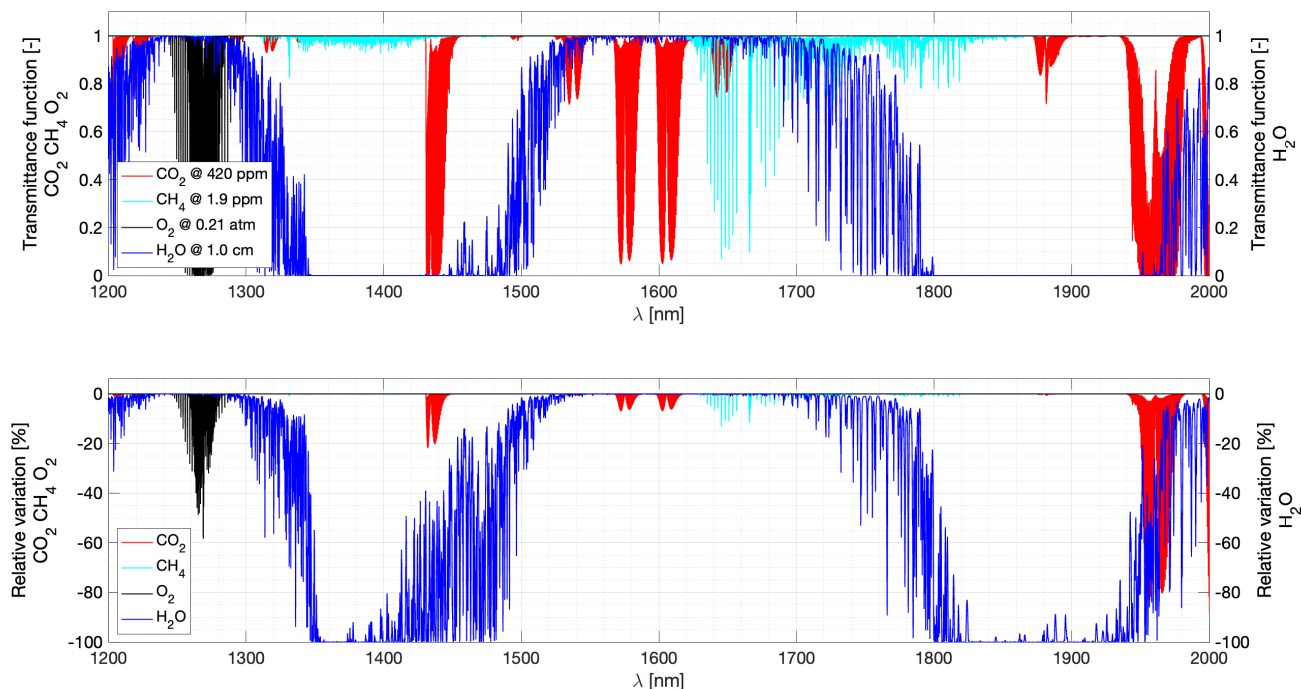 Transmittance function [-]
CO2 CH4 O2
1
0.8
0.6
0.4
0.2
0
CO2 @ 420 ppm
CH4 @ 1.9 ppm
O2 @ 0.21 atm
H2O @ 1.0 cm
1
0.8
0.6
0.4
0.2
0
Transmittance function [-]
H2O
1200 1300 1400 1500 1600 1700 1800 1900 2000
λ [nm]
Relative variation [%]
CO2 CH4 O2
0
-20
-40
-60
-80
-100
CO2
CH4
O2
H2O
0
-20
-40
-60
-80
-100
Relative variation [%]
H2O
1200 1300 1400 1500 1600 1700 1800 1900 2000
λ [nm]